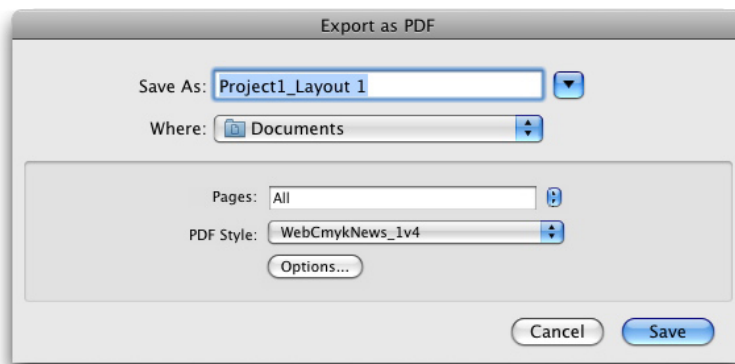 Export as PDF
Save As: Project1_Layout 1
Where: Documents
Pages: All
PDF Style: WebCmykNews_1v4
Options...
Cancel Save